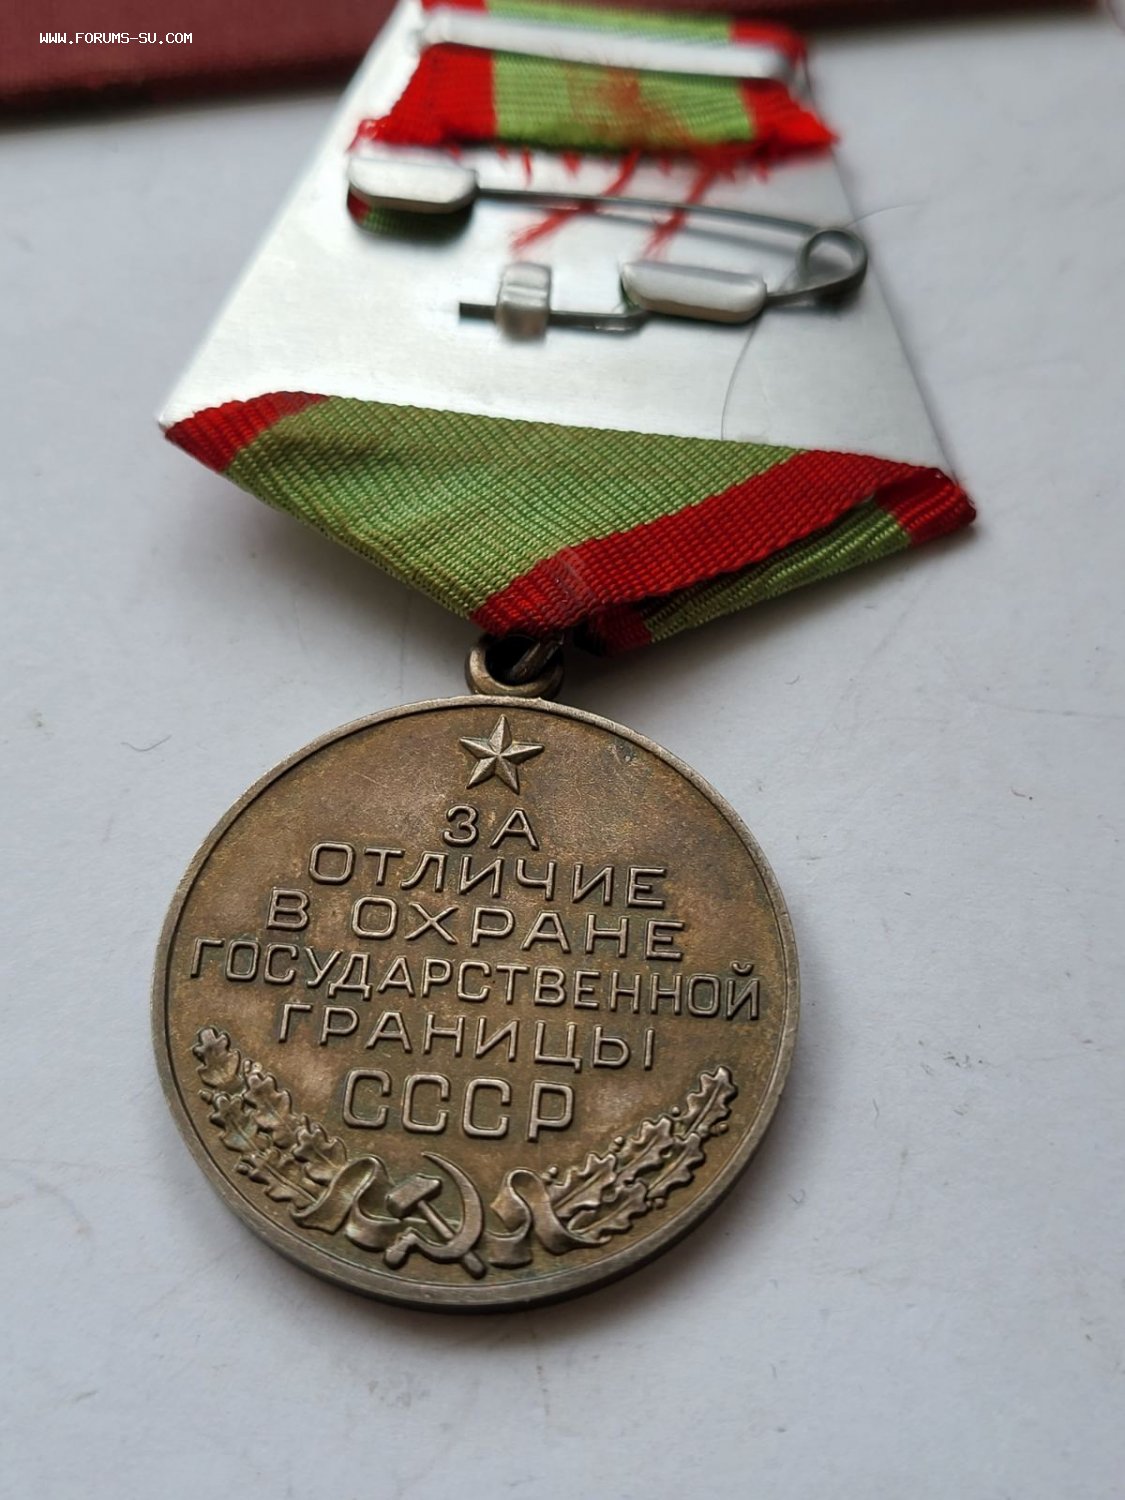 WWW.FORUMS-SU.COM
ЗА
ОТЛИЧИЕ
В ОХРАНЕ
ГОСУДАРСТВЕННОЙ
ГРАНИЦЫ
СССР